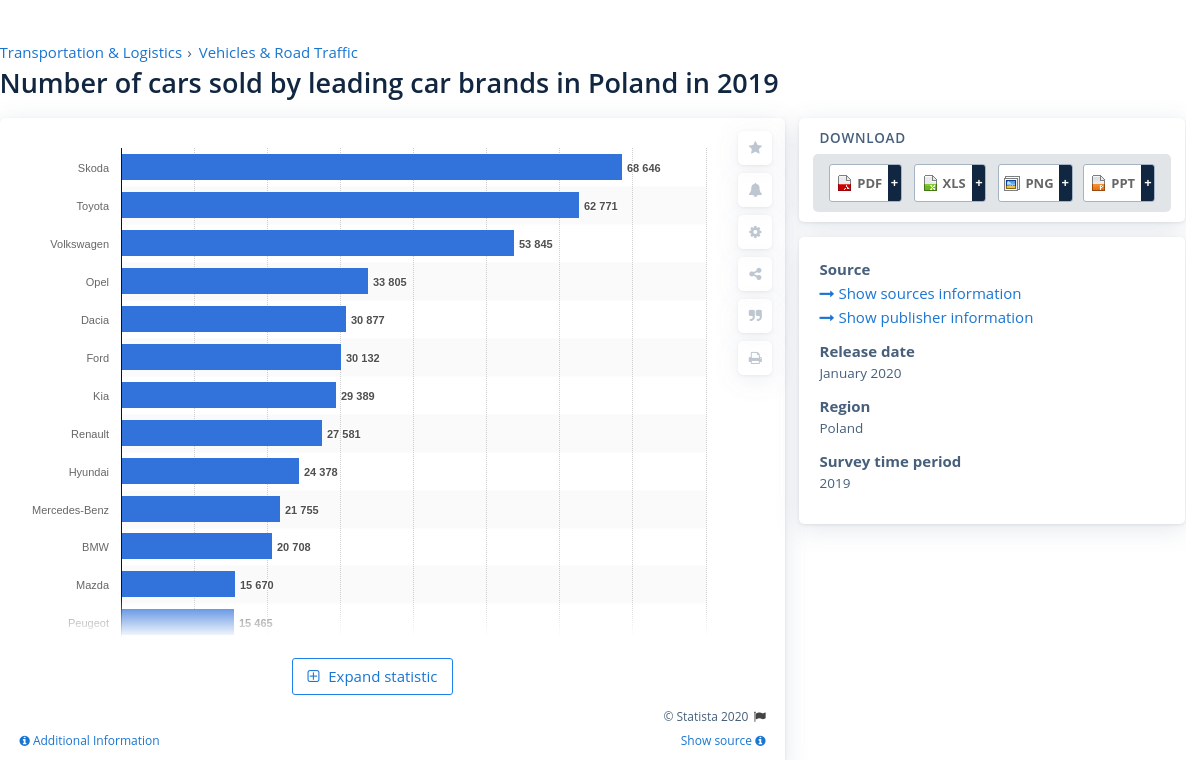 Transportation & Logistics › Vehicles & Road Traffic
Number of cars sold by leading car brands in Poland in 2019
Skoda 68 646
Toyota 62 771
Volkswagen 53 845
Opel 33 805
Dacia 30 877
Ford 30 132
Kia 29 389
Renault 27 581
Hyundai 24 378
Mercedes-Benz 21 755
BMW 20 708
Mazda 15 670
Peugeot 15 465
Expand statistic
© Statista 2020
Additional Information
Show source
DOWNLOAD
PDF + XLS + PNG + PPT +
Source
Show sources information
Show publisher information
Release date
January 2020
Region
Poland
Survey time period
2019